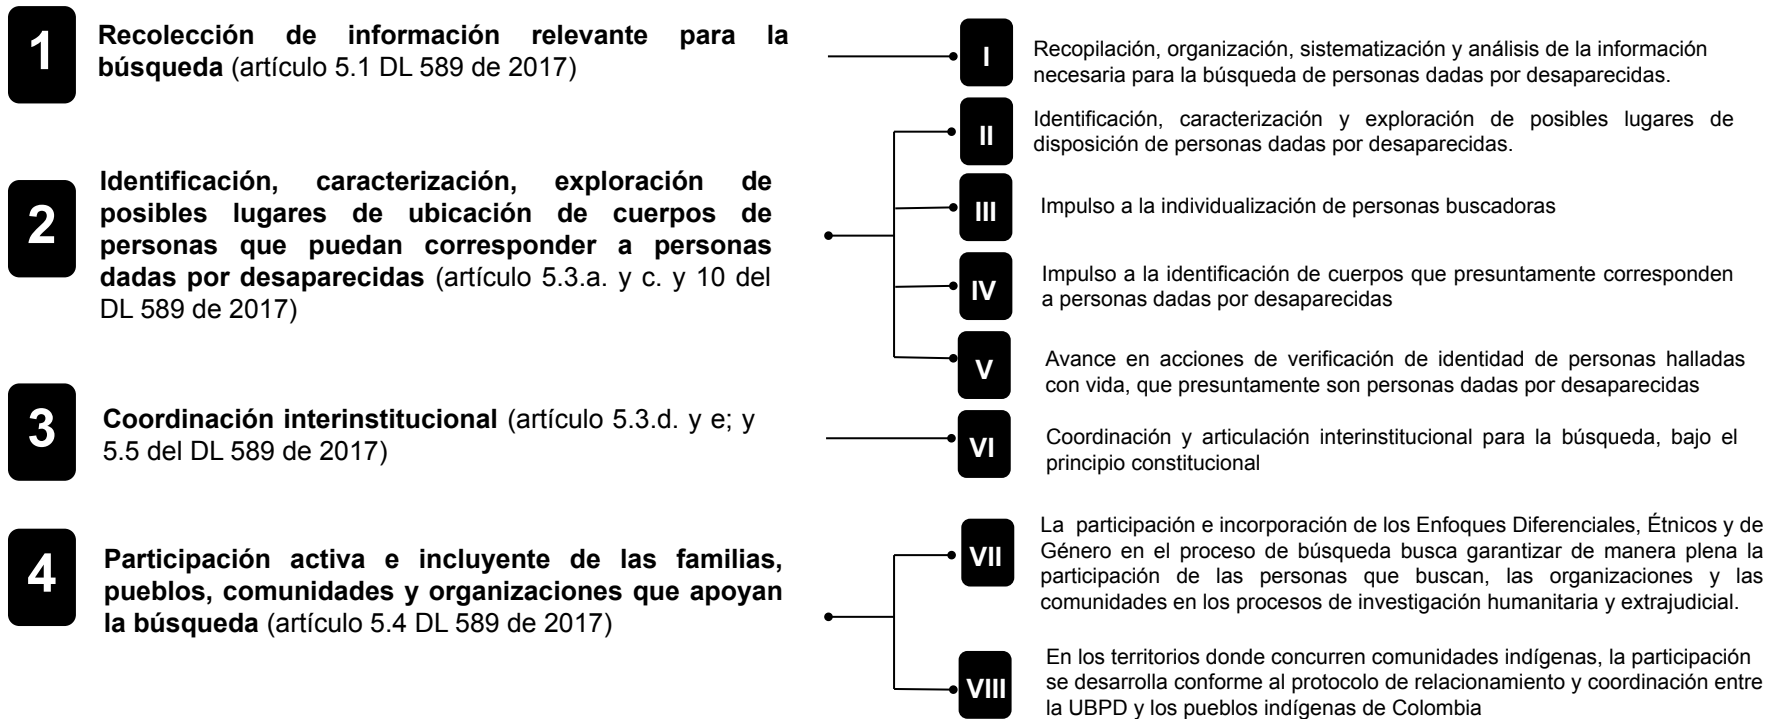 1
Recolección de información relevante para la
búsqueda (artículo 5.1 DL 589 de 2017)
I
Recopilación, organización, sistematización y análisis de la información
necesaria para la búsqueda de personas dadas por desaparecidas.
2
Identificación, caracterización, exploración de
posibles lugares de ubicación de cuerpos de
personas que puedan corresponder a personas
dadas por desaparecidas (artículo 5.3.a. y c. y 10 del
DL 589 de 2017)
II
Identificación, caracterización y exploración de posibles lugares de
disposición de personas dadas por desaparecidas.
III
Impulso a la individualización de personas buscadoras
IV
Impulso a la identificación de cuerpos que presuntamente corresponden
a personas dadas por desaparecidas
V
Avance en acciones de verificación de identidad de personas halladas
con vida, que presuntamente son personas dadas por desaparecidas
3
Coordinación interinstitucional (artículo 5.3.d. y e; y
5.5 del DL 589 de 2017)
VI
Coordinación y articulación interinstitucional para la búsqueda, bajo el
principio constitucional
4
Participación activa e incluyente de las familias,
pueblos, comunidades y organizaciones que apoyan
la búsqueda (artículo 5.4 DL 589 de 2017)
VII
La participación e incorporación de los Enfoques Diferenciales, Étnicos y de
Género en el proceso de búsqueda busca garantizar de manera plena la
participación de las personas que buscan, las organizaciones y las
comunidades en los procesos de investigación humanitaria y extrajudicial.
VIII
En los territorios donde concurren comunidades indígenas, la participación
se desarrolla conforme al protocolo de relacionamiento y coordinación entre
la UBPD y los pueblos indígenas de Colombia